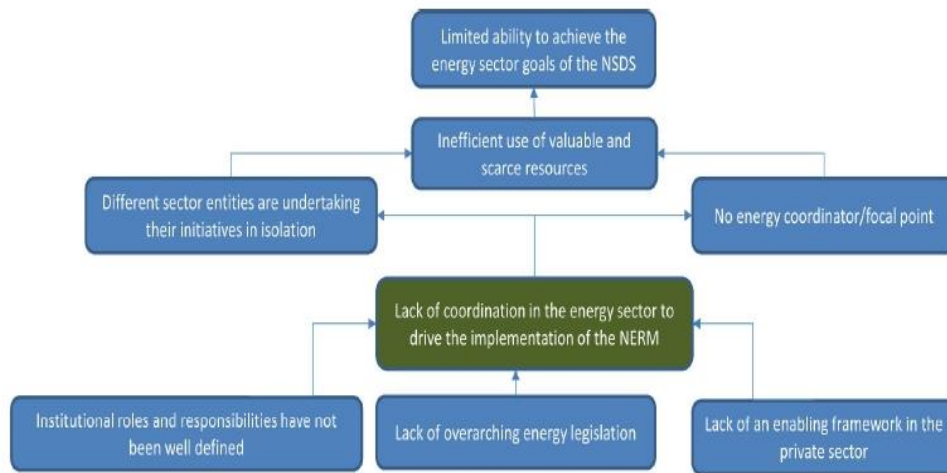 Limited ability to achieve the
energy sector goals of the NSDS
Inefficient use of valuable and
scarce resources
Different sector entities are undertaking
their initiatives in isolation
No energy coordinator/focal point
Lack of coordination in the energy sector to
drive the implementation of the NERM
Institutional roles and responsibilities have not
been well defined
Lack of overarching energy legislation
Lack of an enabling framework in the
private sector